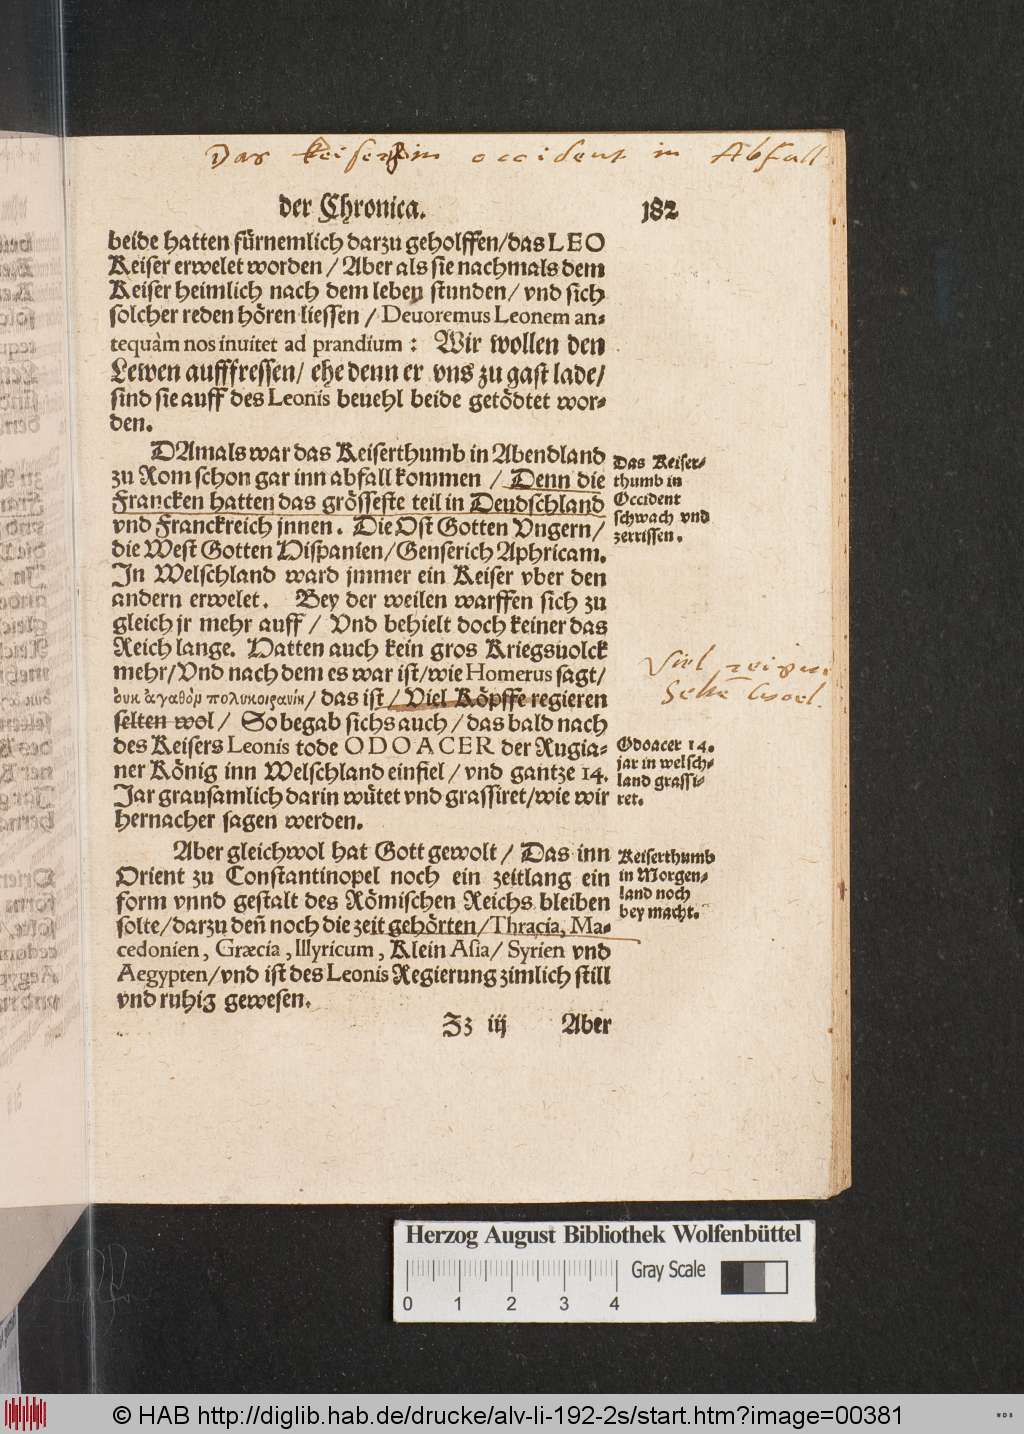 Das keiser im occident in Abfall
der Chronica. 182
beide hatten fürnemlich darzu geholffen/das LEO
Keiser erwelet worden / Aber als sie nachmals dem
Keiser heimlich nach dem leben stunden/ vnd sich
solcher reden hören liessen / Deuoremus Leonem an-
tequàm nos inuitet ad prandium : Wir wollen den
Lewen aufffressen/ ehe denn er vns zu gast lade/
sind sie auff des Leonis beuehl beide getödtet wor-
den.
DAmals war das Keiserthumb in Abendland
zu Rom schon gar inn abfall kommen / Denn die
Francken hatten das grösseste teil in Deudschland
vnd Franckreich jnnen. Die Ost Gotten Vngern/
die West Gotten Hispanien/Genserich Aphricam.
In Welschland ward jmmer ein Keiser vber den
andern erwelet. Bey der weilen warffen sich zu
gleich jr mehr auff / Vnd behielt doch keiner das
Reich lange. Hatten auch kein gros Kriegsuolck
mehr/Vnd nach dem es war ist/wie Homerus sagt/
ὀυκ ἀγαθὸμ πολυκοιρανίη/ das ist / Viel Köpffe regieren
selten wol / So begab sichs auch / das bald nach
des Keisers Leonis tode ODOACER der Rugia-
ner König inn Welschland einfiel / vnd gantze 14.
Jar grausamlich darin wütet vnd grassiret/wie wir
hernacher sagen werden.
Aber gleichwol hat Gott gewolt / Das inn
Orient zu Constantinopel noch ein zeitlang ein
form vnnd gestalt des Römischen Reichs bleiben
solte/darzu deñ noch die zeit gehörten/Thracia, Ma-
cedonien, Græcia, Illyricum, Klein Asia/ Syrien vnd
Aegypten/vnd ist des Leonis Regierung zimlich still
vnd ruhig gewesen.
Zz iij Aber
Das Keiser-
thumb in
Occident
schwach vnd
zerrissen.
Viel
Odoacer 14.
jar in welsch-
land grassi-
ret.
Keiserthumb
in Morgen-
land noch
bey macht.
Herzog August Bibliothek Wolfenbüttel
Gray Scale
0 1 2 3 4
© HAB http://diglib.hab.de/drucke/alv-li-192-2s/start.htm?image=00381